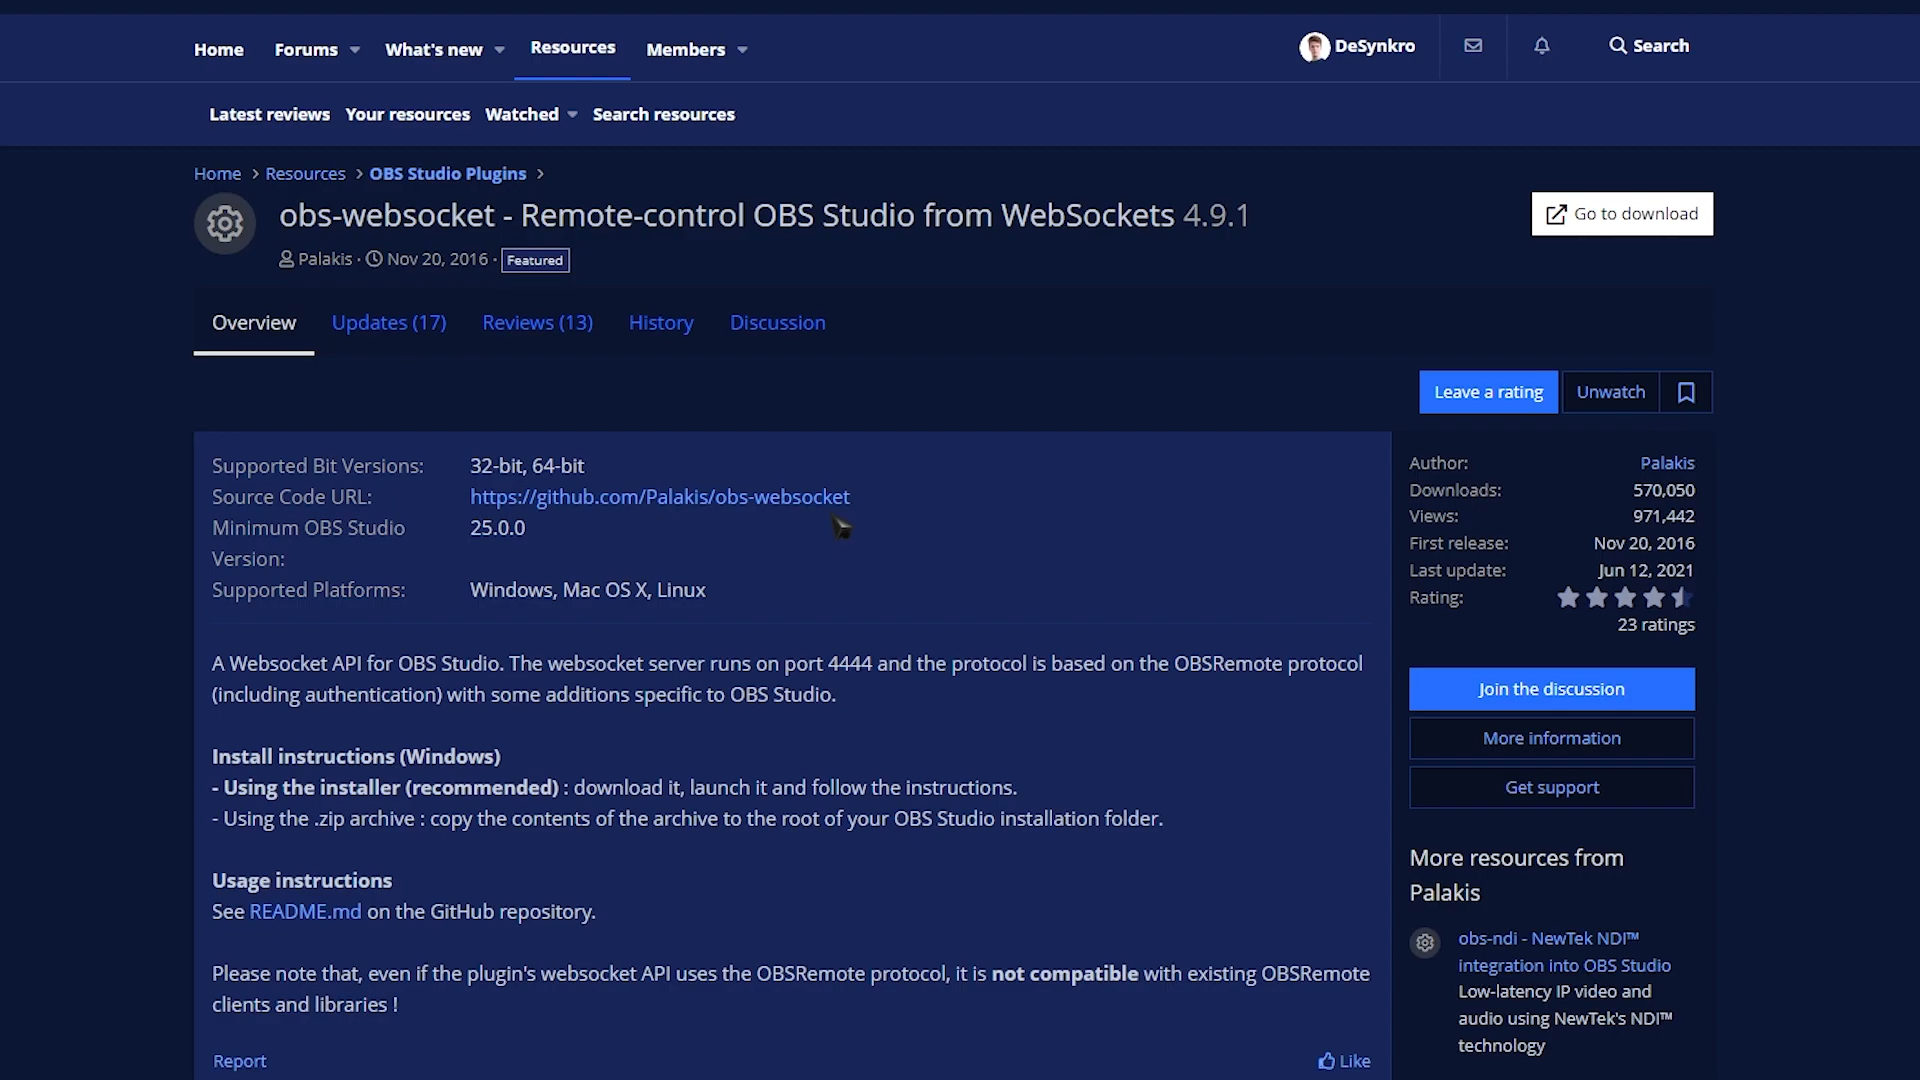 Home Forums What's new Resources Members DeSynkro Search
Latest reviews Your resources Watched Search resources
Home > Resources > OBS Studio Plugins >
obs-websocket - Remote-control OBS Studio from WebSockets 4.9.1
Go to download
Palakis · Nov 20, 2016 · Featured
Overview Updates (17) Reviews (13) History Discussion
Leave a rating Unwatch
Supported Bit Versions: 32-bit, 64-bit
Source Code URL: https://github.com/Palakis/obs-websocket
Minimum OBS Studio 25.0.0
Version:
Supported Platforms: Windows, Mac OS X, Linux
A Websocket API for OBS Studio. The websocket server runs on port 4444 and the protocol is based on the OBSRemote protocol
(including authentication) with some additions specific to OBS Studio.
Install instructions (Windows)
- Using the installer (recommended) : download it, launch it and follow the instructions.
- Using the .zip archive : copy the contents of the archive to the root of your OBS Studio installation folder.
Usage instructions
See README.md on the GitHub repository.
Please note that, even if the plugin's websocket API uses the OBSRemote protocol, it is not compatible with existing OBSRemote
clients and libraries !
Report Like
Author: Palakis
Downloads: 570,050
Views: 971,442
First release: Nov 20, 2016
Last update: Jun 12, 2021
Rating:
23 ratings
Join the discussion
More information
Get support
More resources from
Palakis
obs-ndi - NewTek NDI™
integration into OBS Studio
Low-latency IP video and
audio using NewTek's NDI™
technology